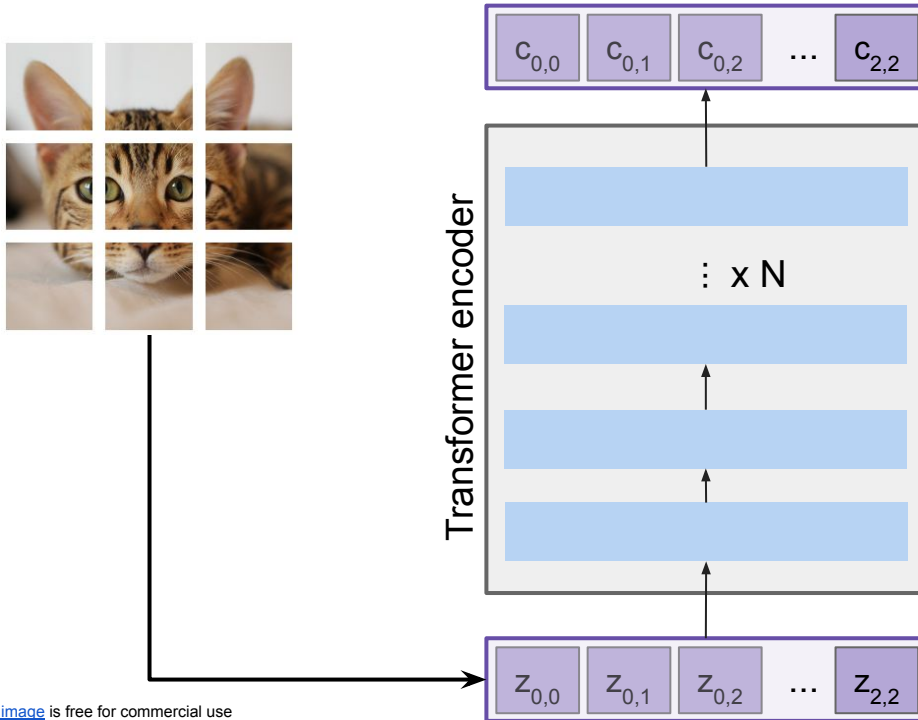 c0,0 c0,1 c0,2 ... c2,2
Transformer encoder
⋮ x N
z0,0 z0,1 z0,2 ... z2,2
image is free for commercial use